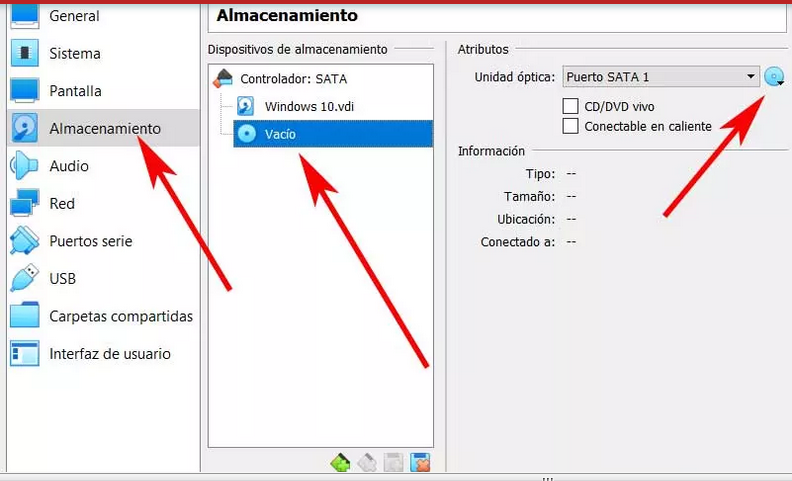 General
Sistema
Pantalla
Almacenamiento
Audio
Red
Puertos serie
USB
Carpetas compartidas
Interfaz de usuario
Almacenamiento
Dispositivos de almacenamiento
Controlador: SATA
Windows 10.vdi
Vacío
Atributos
Unidad óptica: Puerto SATA 1
CD/DVD vivo
Conectable en caliente
Información
Tipo: --
Tamaño: --
Ubicación: --
Conectado a: --